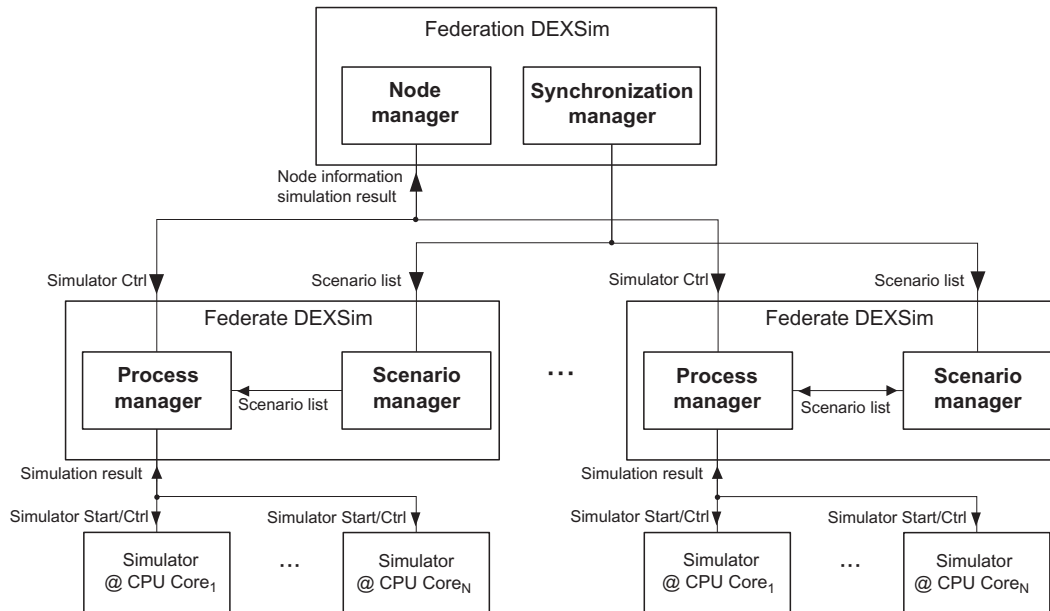 Federation DEXSim
Node
manager
Synchronization
manager
Node information
simulation result
Simulator Ctrl
Scenario list
Simulator Ctrl
Scenario list
Federate DEXSim
Federate DEXSim
Process
manager
Scenario list
Scenario
manager
...
Process
manager
Scenario list
Scenario
manager
Simulation result
Simulation result
Simulator Start/Ctrl
Simulator Start/Ctrl
Simulator Start/Ctrl
Simulator Start/Ctrl
Simulator
@ CPU Core1
...
Simulator
@ CPU CoreN
Simulator
@ CPU Core1
...
Simulator
@ CPU CoreN